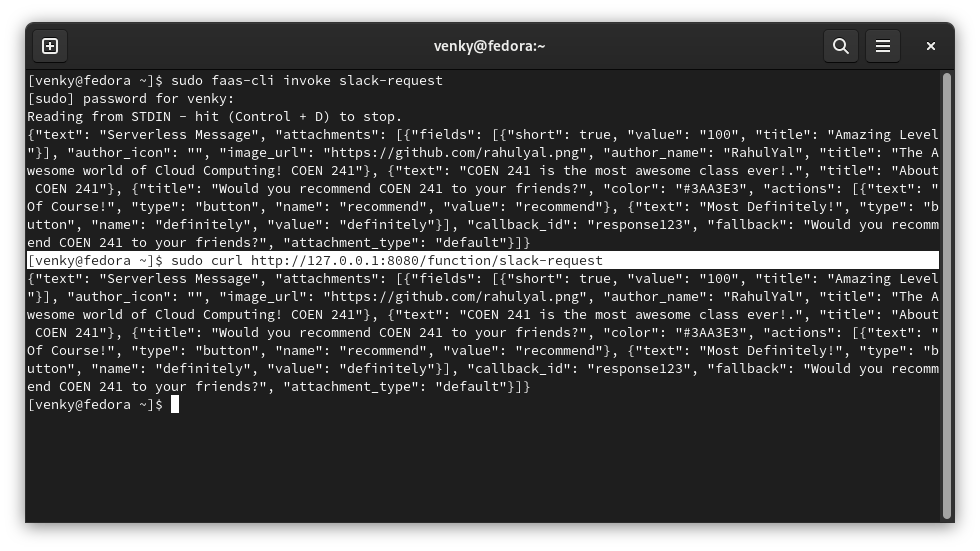 venky@fedora:~
[venky@fedora ~]$ sudo faas-cli invoke slack-request
[sudo] password for venky:
Reading from STDIN - hit (Control + D) to stop.
{"text": "Serverless Message", "attachments": [{"fields": [{"short": true, "value": "100", "title": "Amazing Level
"}], "author_icon": "", "image_url": "https://github.com/rahulyal.png", "author_name": "RahulYal", "title": "The A
wesome world of Cloud Computing! COEN 241"}, {"text": "COEN 241 is the most awesome class ever!.", "title": "About
 COEN 241"}, {"title": "Would you recommend COEN 241 to your friends?", "color": "#3AA3E3", "actions": [{"text": "
Of Course!", "type": "button", "name": "recommend", "value": "recommend"}, {"text": "Most Definitely!", "type": "b
utton", "name": "definitely", "value": "definitely"}], "callback_id": "response123", "fallback": "Would you recomm
end COEN 241 to your friends?", "attachment_type": "default"}]}
[venky@fedora ~]$ sudo curl http://127.0.0.1:8080/function/slack-request
{"text": "Serverless Message", "attachments": [{"fields": [{"short": true, "value": "100", "title": "Amazing Level
"}], "author_icon": "", "image_url": "https://github.com/rahulyal.png", "author_name": "RahulYal", "title": "The A
wesome world of Cloud Computing! COEN 241"}, {"text": "COEN 241 is the most awesome class ever!.", "title": "About
 COEN 241"}, {"title": "Would you recommend COEN 241 to your friends?", "color": "#3AA3E3", "actions": [{"text": "
Of Course!", "type": "button", "name": "recommend", "value": "recommend"}, {"text": "Most Definitely!", "type": "b
utton", "name": "definitely", "value": "definitely"}], "callback_id": "response123", "fallback": "Would you recomm
end COEN 241 to your friends?", "attachment_type": "default"}]}
[venky@fedora ~]$